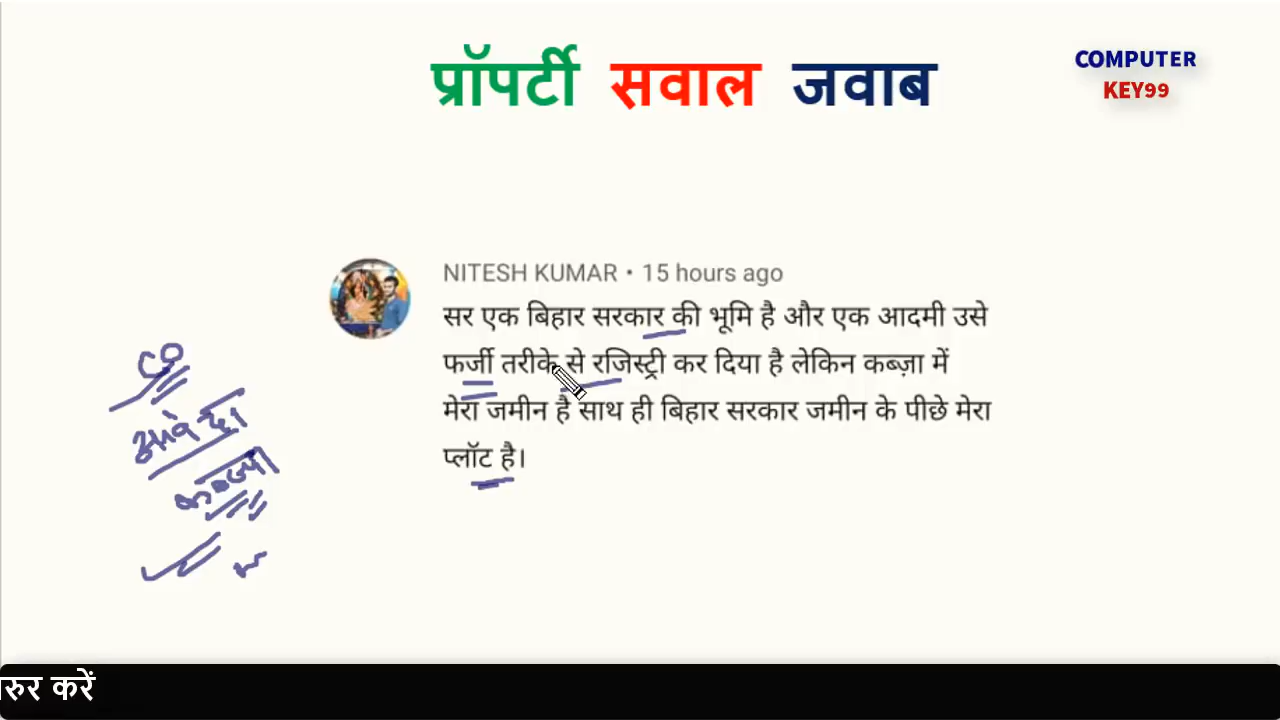 प्रॉपर्टी सवाल जवाब
COMPUTER
KEY99
NITESH KUMAR • 15 hours ago
सर एक बिहार सरकार की भूमि है और एक आदमी उसे
फर्जी तरीके से रजिस्ट्री कर दिया है लेकिन कब्ज़ा में
मेरा जमीन है साथ ही बिहार सरकार जमीन के पीछे मेरा
प्लॉट है।
CO
रुर करें